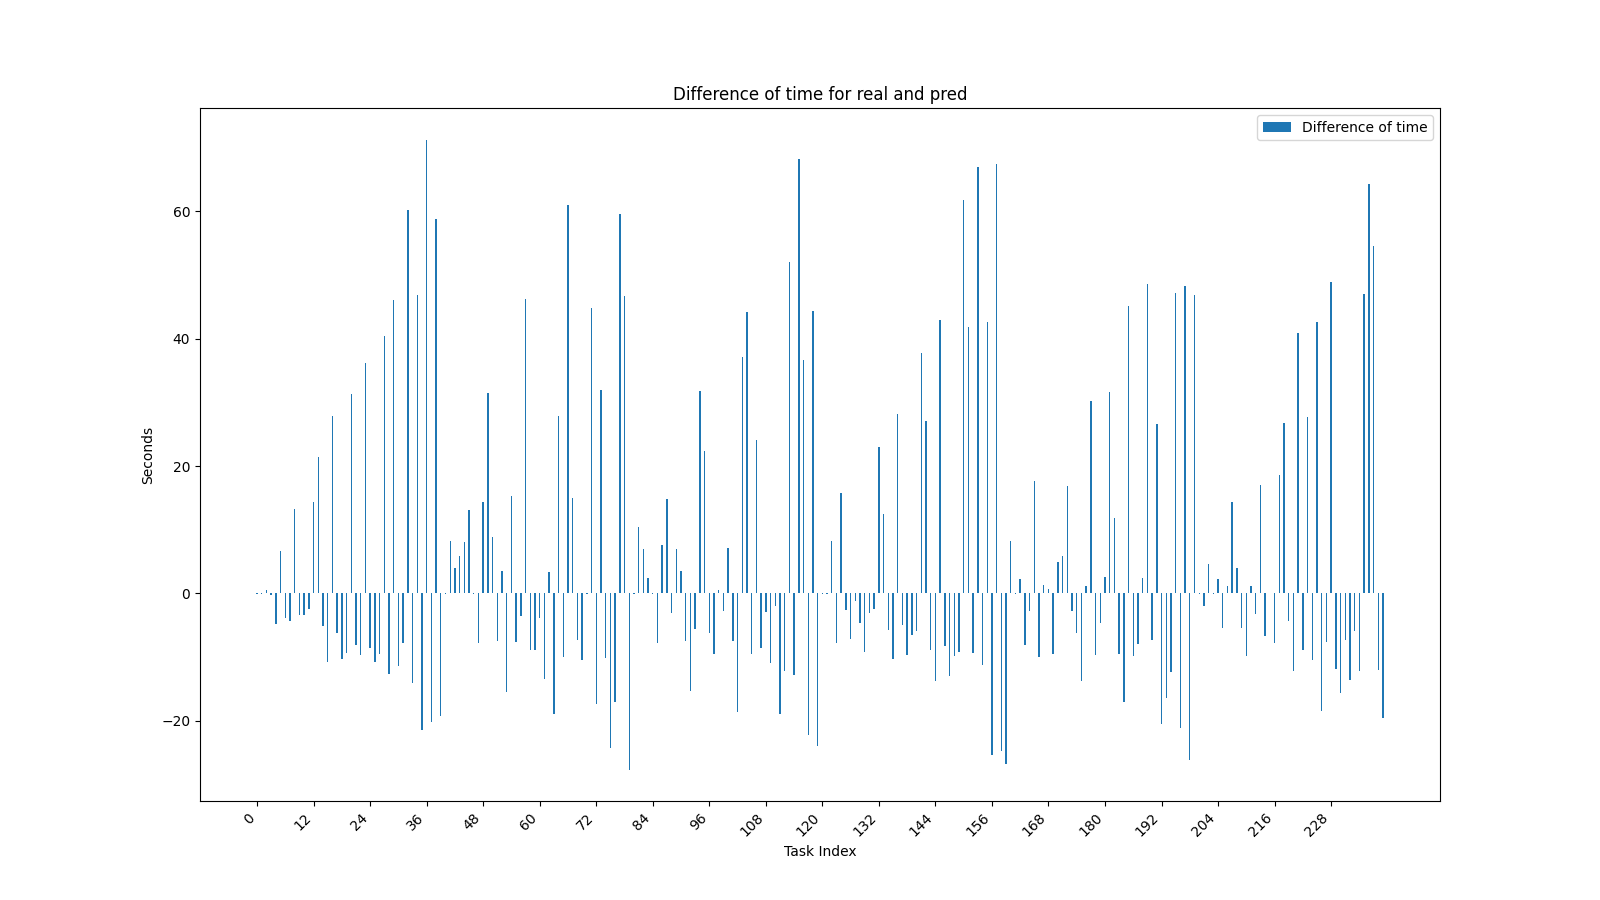 Difference of time for real and pred
Difference of time
60
40
20
0
−20
Seconds
0 12 24 36 48 60 72 84 96 108 120 132 144 156 168 180 192 204 216 228
Task Index